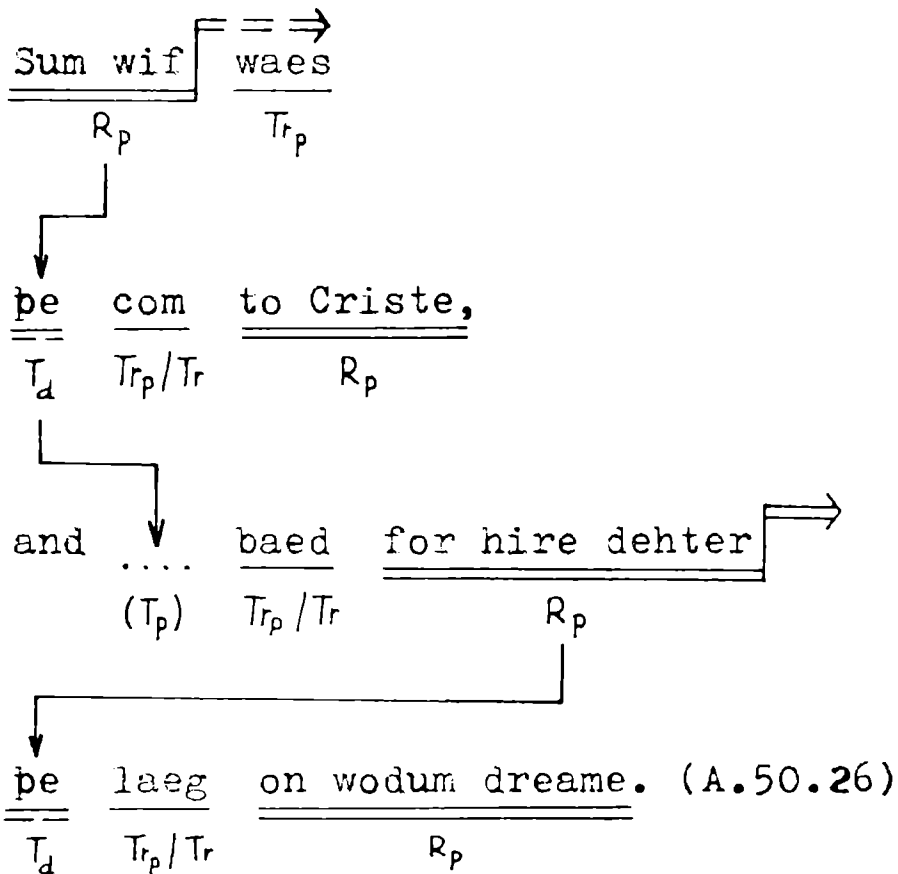 Sum wif waes
Rp Trp
þe com to Criste,
Td Trp/Tr Rp
and .... baed for hire dehter
(Tp) Trp/Tr Rp
þe laeg on wodum dreame. (A.50.26)
Td Trp/Tr Rp